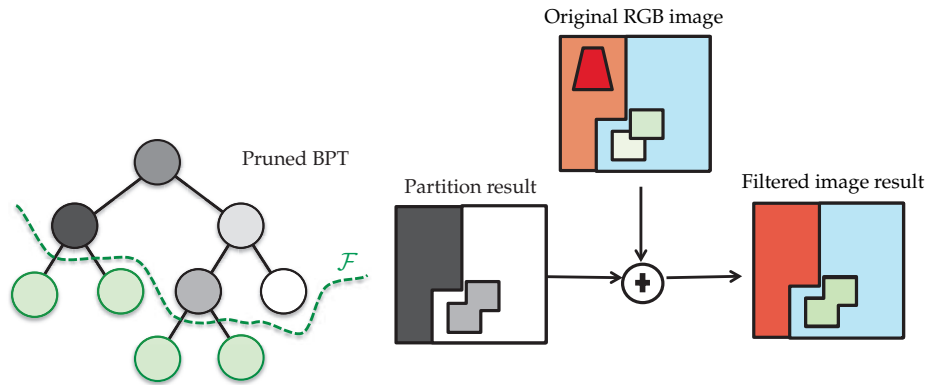 Original RGB image
Pruned BPT
Partition result
Filtered image result
ℱ